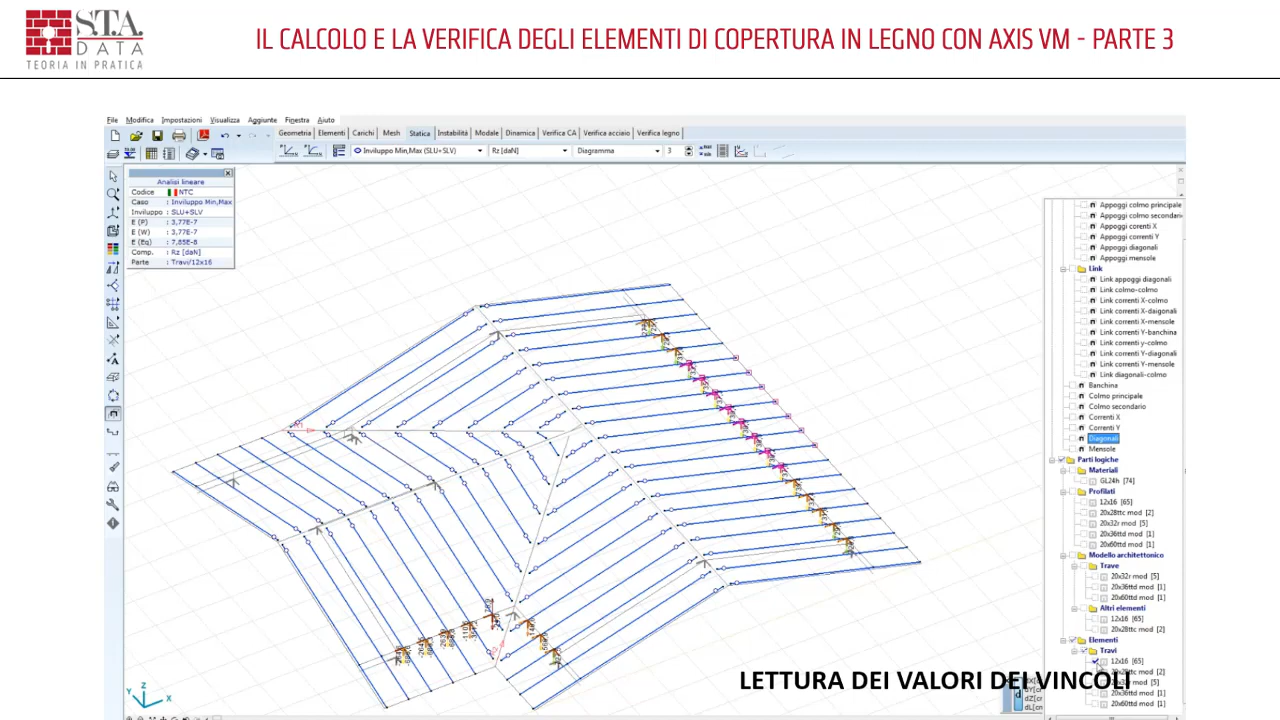 S.T.A.
DATA
TEORIA IN PRATICA
IL CALCOLO E LA VERIFICA DEGLI ELEMENTI DI COPERTURA IN LEGNO CON AXIS VM - PARTE 3
File Modifica Impostazioni Visualizza Aggiunte Finestra Aiuto
Geometria Elementi Carichi Mesh Statica Instabilità Modale Dinamica Verifica CA Verifica acciaio Verifica legno
Inviluppo Min,Max (SLU+SLV) Rz [daN] Diagramma 3
Analisi lineare
Codice : NTC
Caso : Inviluppo Min,Max
Inviluppo : SLU+SLV
E (P) : 3,77E-7
E (W) : 3,77E-7
E (Eq) : 7,85E-8
Comp. : Rz [daN]
Parte : Travi/12x16
Appoggi colmo principale
Appoggi colmo secondario
Appoggi corenti X
Appoggi correnti Y
Appoggi diagonali
Appoggi mensole
Link
Link appoggi diagonali
Link colmo-colmo
Link correnti X-colmo
Link correnti X-daigonali
Link correnti X-mensole
Link correnti Y-banchina
Link correnti y-colmo
Link correnti Y-diagonali
Link correnti Y-mensole
Link diagonali-colmo
Banchina
Colmo principale
Colmo secondario
Correnti X
Correnti Y
Diagonali
Mensole
Parti logiche
Materiali
GL24h [74]
Profilati
12x16 [65]
20x28ttc mod [2]
20x32r mod [5]
20x36ttd mod [1]
20x60ttd mod [1]
Modello architettonico
Trave
20x32r mod [5]
20x36ttd mod [1]
20x60ttd mod [1]
Altri elementi
12x16 [65]
20x28ttc mod [2]
Elementi
Travi
12x16 [65]
20x28ttc mod [2]
20x32r mod [5]
20x36ttd mod [1]
20x60ttd mod [1]
LETTURA DEI VALORI DEI VINCOLI
Z
Y
X